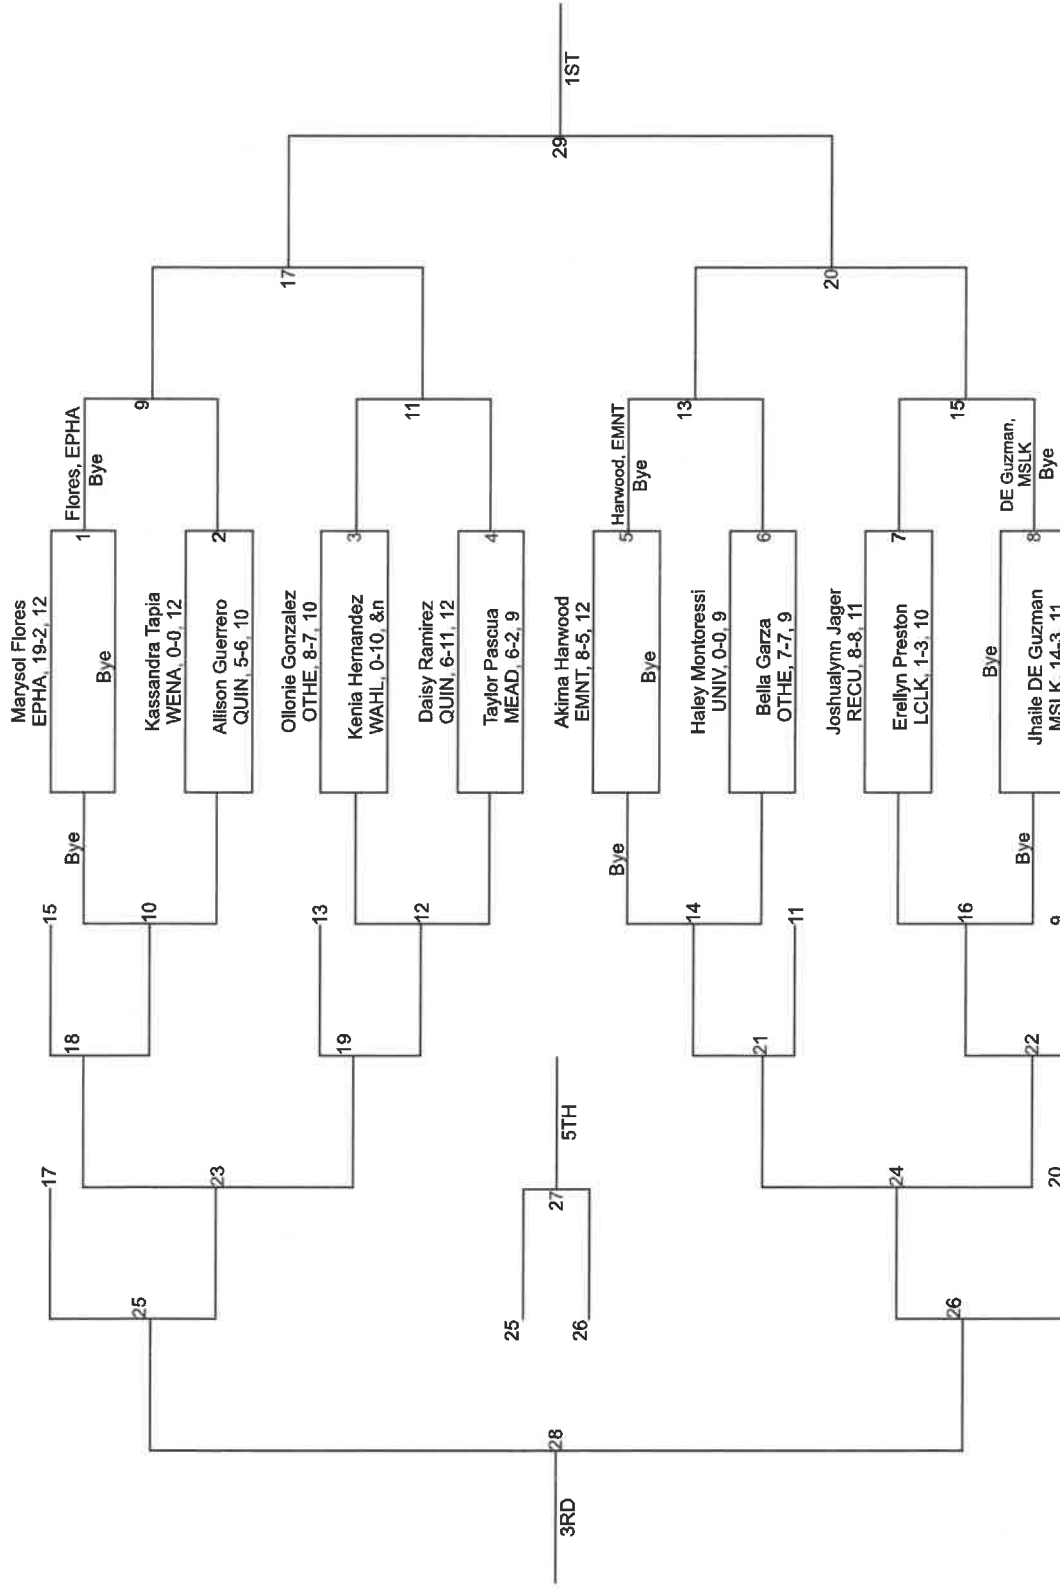 Marysol Flores
EPHA, 19-2, 12
1
Bye
Flores, EPHA
Bye
Bye
Kassandra Tapia
WENA, 0-0, 12
2
Allison Guerrero
QUIN, 5-6, 10
Ollonie Gonzalez
OTHE, 8-7, 10
3
Kenia Hernandez
WAHL, 0-10, &n
Daisy Ramirez
QUIN, 6-11, 12
4
Taylor Pascua
MEAD, 6-2, 9
Akima Harwood
EMNT, 8-5, 12
5
Bye
Harwood, EMNT
Bye
Bye
Haley Montoressi
UNIV, 0-0, 9
6
Bella Garza
OTHE, 7-7, 9
Joshualynn Jager
RECU, 8-8, 11
7
Erellyn Preston
LCLK, 1-3, 10
Bye
8
Jhaile DE Guzman
MSLK, 14-3, 11
DE Guzman,
MSLK
Bye
Bye
9
11
13
15
17
20
29
1ST
15
10
13
12
14
11
16
9
18
19
21
22
17
23
24
20
25
26
25
26
27
5TH
28
3RD